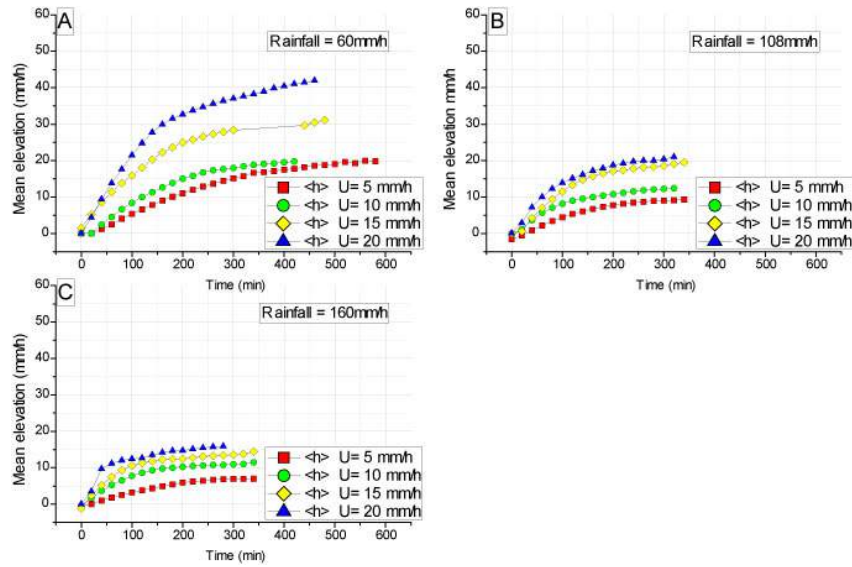 A
Rainfall = 60mm/h
Mean elevation (mm/h)
60
50
40
30
20
10
0
<h> U= 5 mm/h
<h> U= 10 mm/h
<h> U= 15 mm/h
<h> U= 20 mm/h
0 100 200 300 400 500 600
Time (min)
B
Rainfall = 108mm/h
Mean elevation mm/h)
60
50
40
30
20
10
0
<h> U= 5 mm/h
<h> U= 10 mm/h
<h> U= 15 mm/h
<h> U= 20 mm/h
0 100 200 300 400 500 600
Time (min)
C
Rainfall = 160mm/h
Mean elevation (mm/h)
60
50
40
30
20
10
0
<h> U= 5 mm/h
<h> U= 10 mm/h
<h> U= 15 mm/h
<h> U= 20 mm/h
0 100 200 300 400 500 600
Time (min)